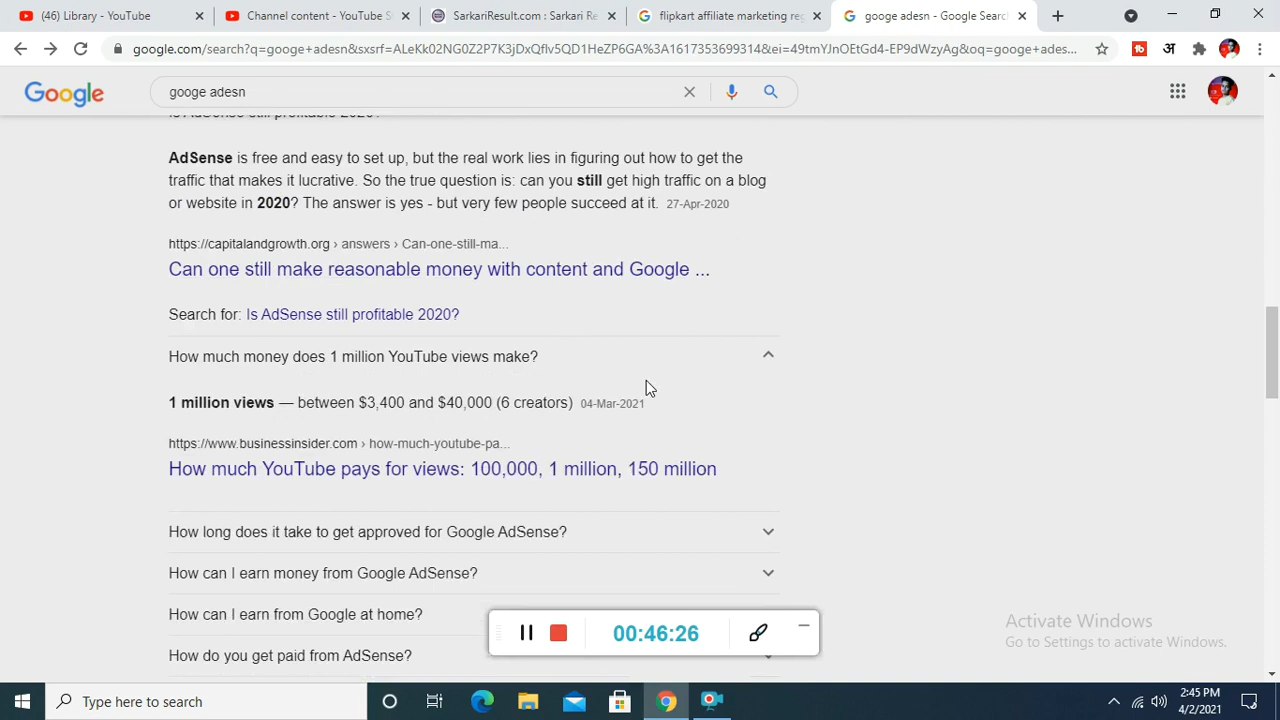 (46) Library - YouTube
Channel content - YouTube S
SarkariResult.com : Sarkari Re
flipkart affiliate marketing reg
googe adesn - Google Search
google.com/search?q=googe+adesn&sxsrf=ALeKk02NG0Z2P7K3jDxQflv5QD1HeZP6GA%3A1617353699314&ei=49tmYJnOEtGd4-EP9dWzyAg&oq=googe+ades...
अ
Google
googe adesn
Is AdSense still profitable 2020?
AdSense is free and easy to set up, but the real work lies in figuring out how to get the
traffic that makes it lucrative. So the true question is: can you still get high traffic on a blog
or website in 2020? The answer is yes - but very few people succeed at it. 27-Apr-2020
https://capitalandgrowth.org › answers › Can-one-still-ma...
Can one still make reasonable money with content and Google ...
Search for: Is AdSense still profitable 2020?
How much money does 1 million YouTube views make?
1 million views — between $3,400 and $40,000 (6 creators) 04-Mar-2021
https://www.businessinsider.com › how-much-youtube-pa...
How much YouTube pays for views: 100,000, 1 million, 150 million
How long does it take to get approved for Google AdSense?
How can I earn money from Google AdSense?
How can I earn from Google at home?
How do you get paid from AdSense?
00:46:26
Activate Windows
Go to Settings to activate Windows.
Type here to search
2:45 PM
4/2/2021